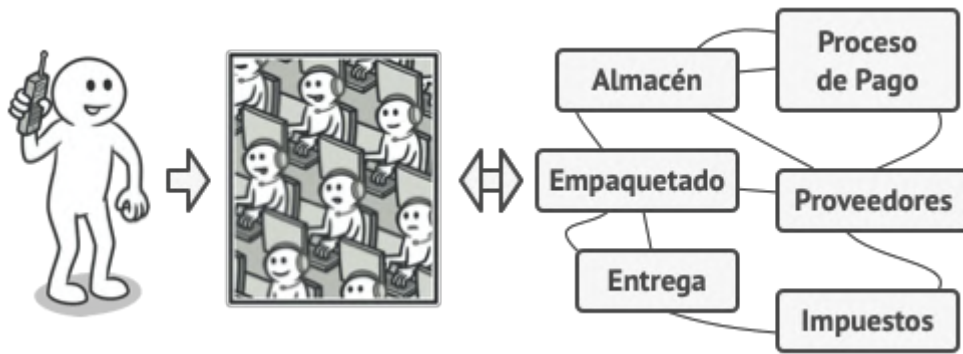 Almacén
Proceso
de Pago
Empaquetado
Proveedores
Entrega
Impuestos